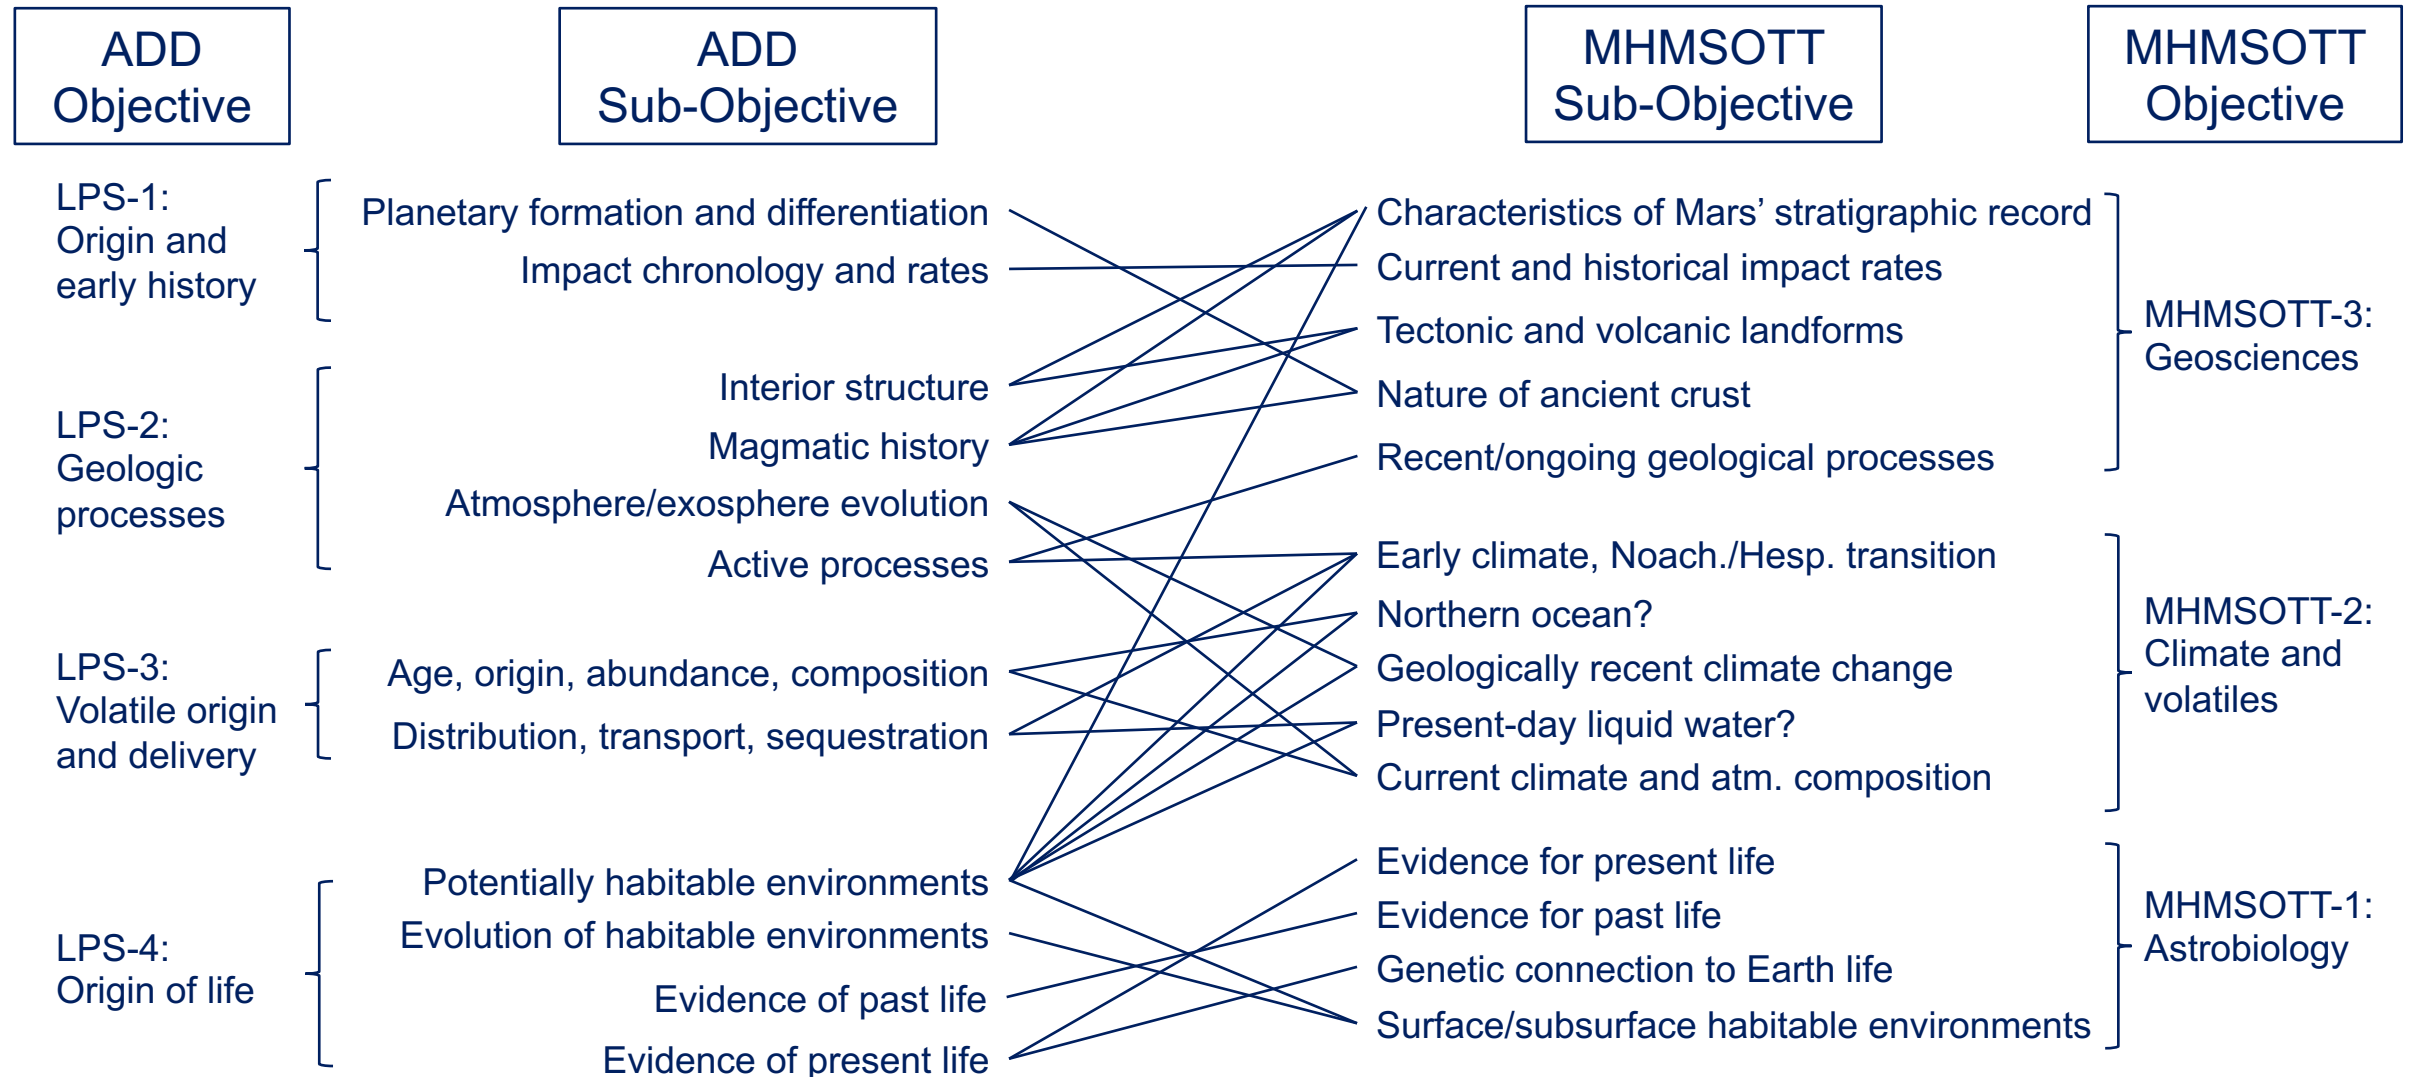 ADD
Objective
ADD
Sub-Objective
MHMSOTT
Sub-Objective
MHMSOTT
Objective
LPS-1:
Origin and
early history
Planetary formation and differentiation
Impact chronology and rates
LPS-2:
Geologic
processes
Interior structure
Magmatic history
Atmosphere/exosphere evolution
Active processes
LPS-3:
Volatile origin
and delivery
Age, origin, abundance, composition
Distribution, transport, sequestration
LPS-4:
Origin of life
Potentially habitable environments
Evolution of habitable environments
Evidence of past life
Evidence of present life
Characteristics of Mars’ stratigraphic record
Current and historical impact rates
Tectonic and volcanic landforms
Nature of ancient crust
Recent/ongoing geological processes
MHMSOTT-3:
Geosciences
Early climate, Noach./Hesp. transition
Northern ocean?
Geologically recent climate change
Present-day liquid water?
Current climate and atm. composition
MHMSOTT-2:
Climate and
volatiles
Evidence for present life
Evidence for past life
Genetic connection to Earth life
Surface/subsurface habitable environments
MHMSOTT-1:
Astrobiology